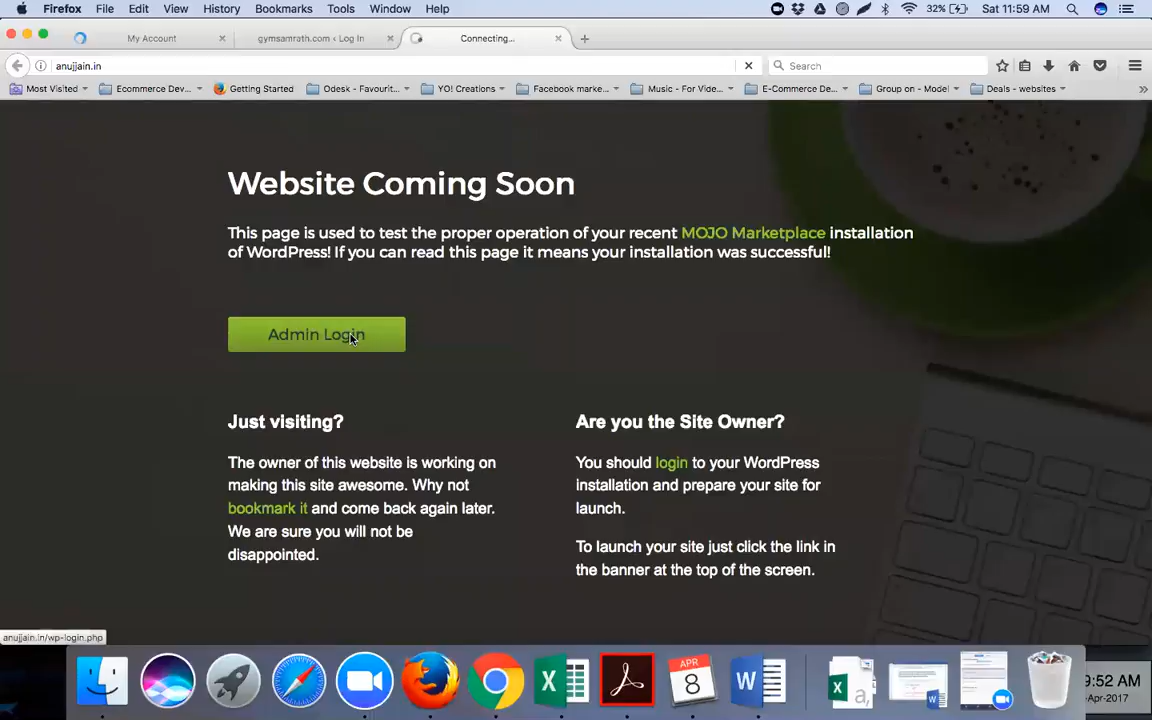 Firefox File Edit View History Bookmarks Tools Window Help 32% Sat 11:59 AM
My Account gymsamrath.com ‹ Log In Connecting...
anujjain.in Search
Most Visited Ecommerce Dev... Getting Started Odesk - Favourit... YO! Creations Facebook marke... Music - For Vide... E-Commerce De... Group on - Model Deals - websites
Website Coming Soon
This page is used to test the proper operation of your recent MOJO Marketplace installation
of WordPress! If you can read this page it means your installation was successful!
Admin Login
Just visiting?
The owner of this website is working on
making this site awesome. Why not
bookmark it and come back again later.
We are sure you will not be
disappointed.
Are you the Site Owner?
You should login to your WordPress
installation and prepare your site for
launch.
To launch your site just click the link in
the banner at the top of the screen.
anujjain.in/wp-login.php
APR
8
X
W
X a,
W
9:52 AM
-Apr-2017